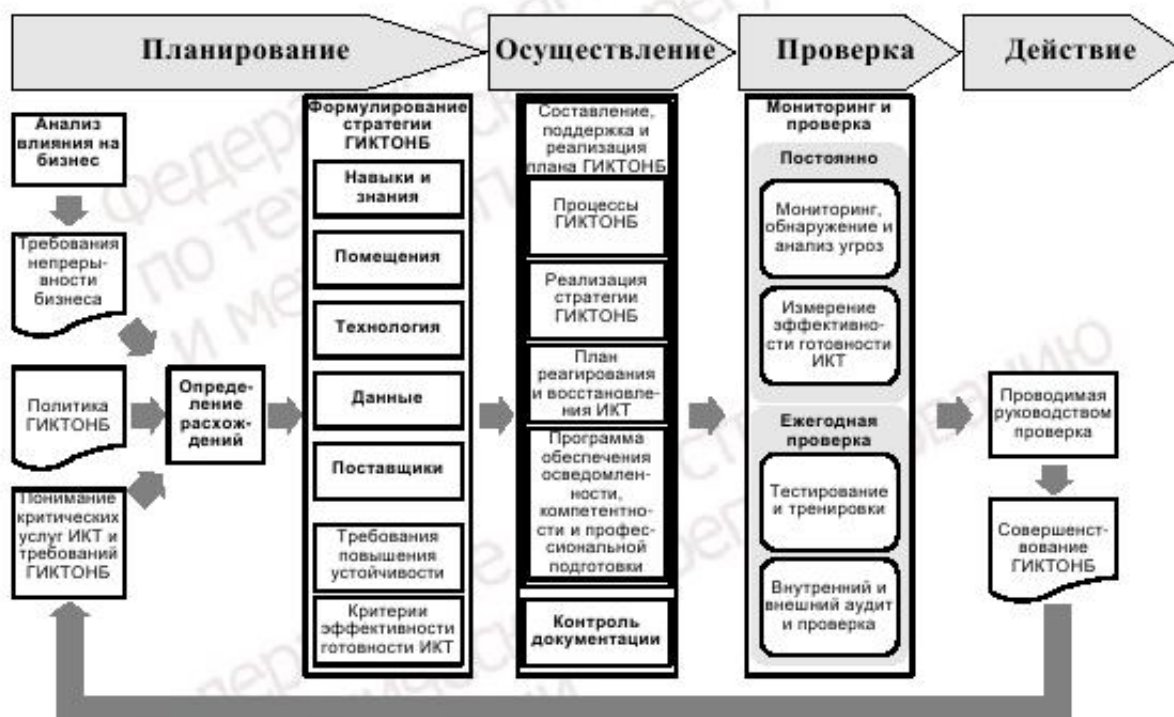 Планирование
Осуществление
Проверка
Действие
Анализ
влияния на
бизнес
Требования
непреры-
вности
бизнеса
Политика
ГИКТОНБ
Понимание
критических
услуг ИКТ и
требований
ГИКТОНБ
Опреде-
ление
расхож-
дений
Формулирование
стратегии
ГИКТОНБ
Навыки и
знания
Помещения
Технология
Данные
Поставщики
Требования
повышения
устойчивости
Критерии
эффективности
готовности ИКТ
Составление,
поддержка и
реализация
плана ГИКТОНБ
Процессы
ГИКТОНБ
Реализация
стратегии
ГИКТОНБ
План
реагирования
и восстановле-
ния ИКТ
Программа
обеспечения
осведомлен-
ности,
компетентно-
сти и профес-
сиональной
подготовки
Контроль
документации
Мониторинг и
проверка
Постоянно
Мониторинг,
обнаружение и
анализ угроз
Измерение
эффективно-
сти готовности
ИКТ
Ежегодная
проверка
Тестирование
и тренировки
Внутренний и
внешний аудит
и проверка
Проводимая
руководством
проверка
Совершенст-
вование
ГИКТОНБ